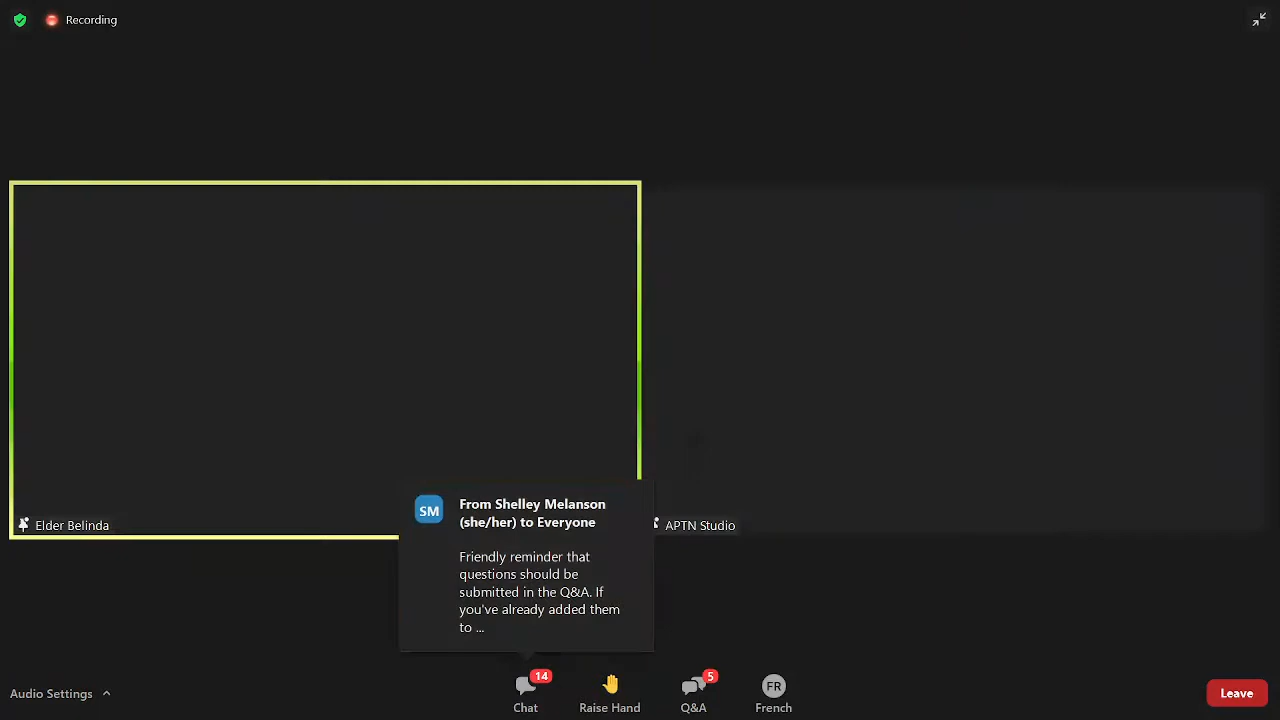 Recording
Elder Belinda
APTN Studio
SM
From Shelley Melanson
(she/her) to Everyone
Friendly reminder that
questions should be
submitted in the Q&A. If
you've already added them
to ...
Audio Settings
14
Chat
Raise Hand
5
Q&A
FR
French
Leave